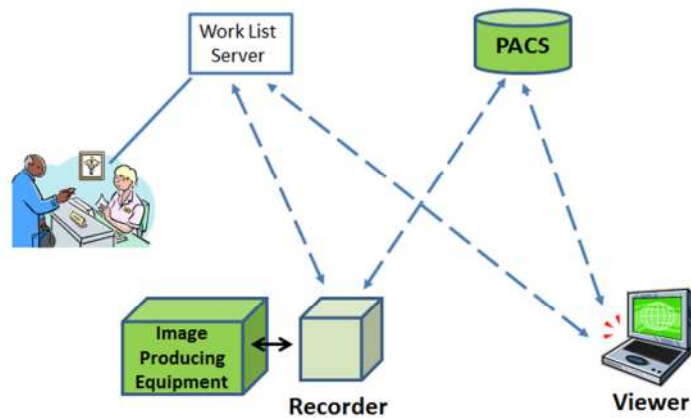 Work List
Server
PACS
Image
Producing
Equipment
Recorder
Viewer